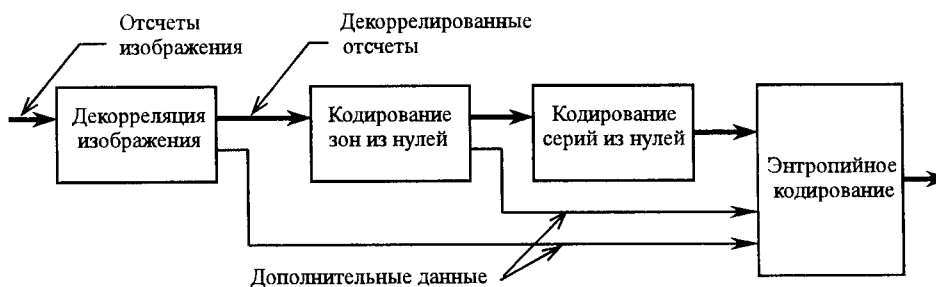 Отсчеты
изображения
Декоррелированные
отсчеты
Декорреляция
изображения
Кодирование
зон из нулей
Кодирование
серий из нулей
Энтропийное
кодирование
Дополнительные данные